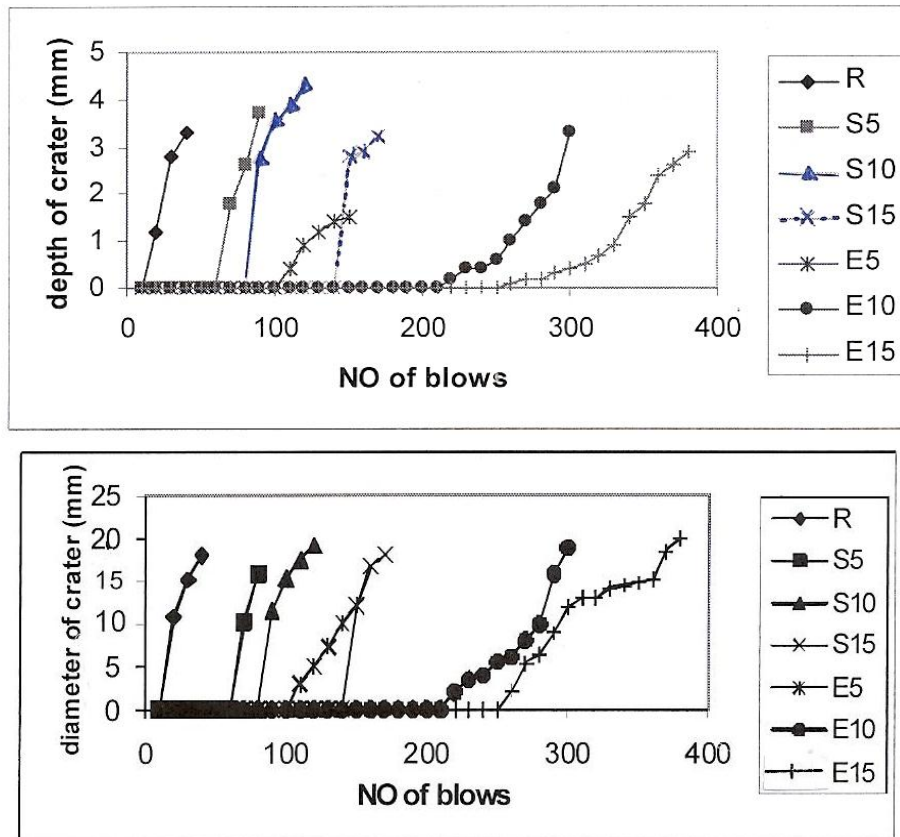 depth of crater (mm)
5
4
3
2
1
0
0 100 200 300 400
NO of blows
R
S5
S10
S15
E5
E10
E15
diameter of crater (mm)
25
20
15
10
5
0
0 100 200 300 400
NO of blows
R
S5
S10
S15
E5
E10
E15